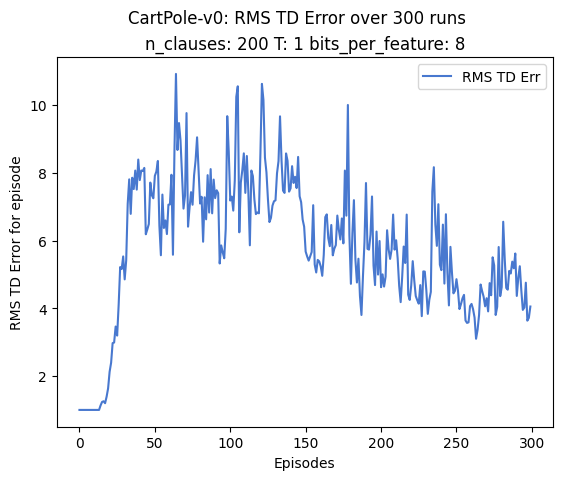 CartPole-v0: RMS TD Error over 300 runs
n_clauses: 200 T: 1 bits_per_feature: 8
RMS TD Err
RMS TD Error for episode
10
8
6
4
2
0
50
100
150
200
250
300
Episodes